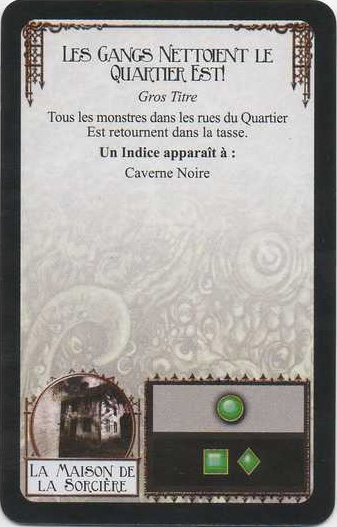 Les Gangs Nettoient le
Quartier Est!
Gros Titre
Tous les monstres dans les rues du Quartier
Est retournent dans la tasse.
Un Indice apparaît à :
Caverne Noire
La Maison de
la Sorcière